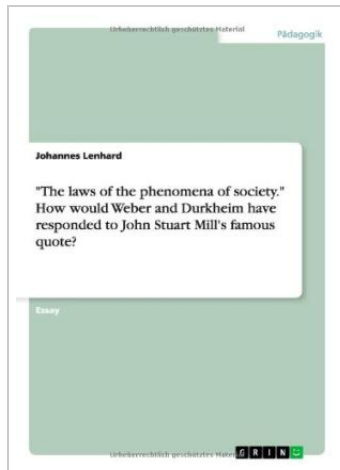 Urheberrechtlich geschütztes Material
Pädagogik
Johannes Lenhard
"The laws of the phenomena of society."
How would Weber and Durkheim have
responded to John Stuart Mill's famous
quote?
Essay
Urheberrechtlich geschütztes Mater
GRIN